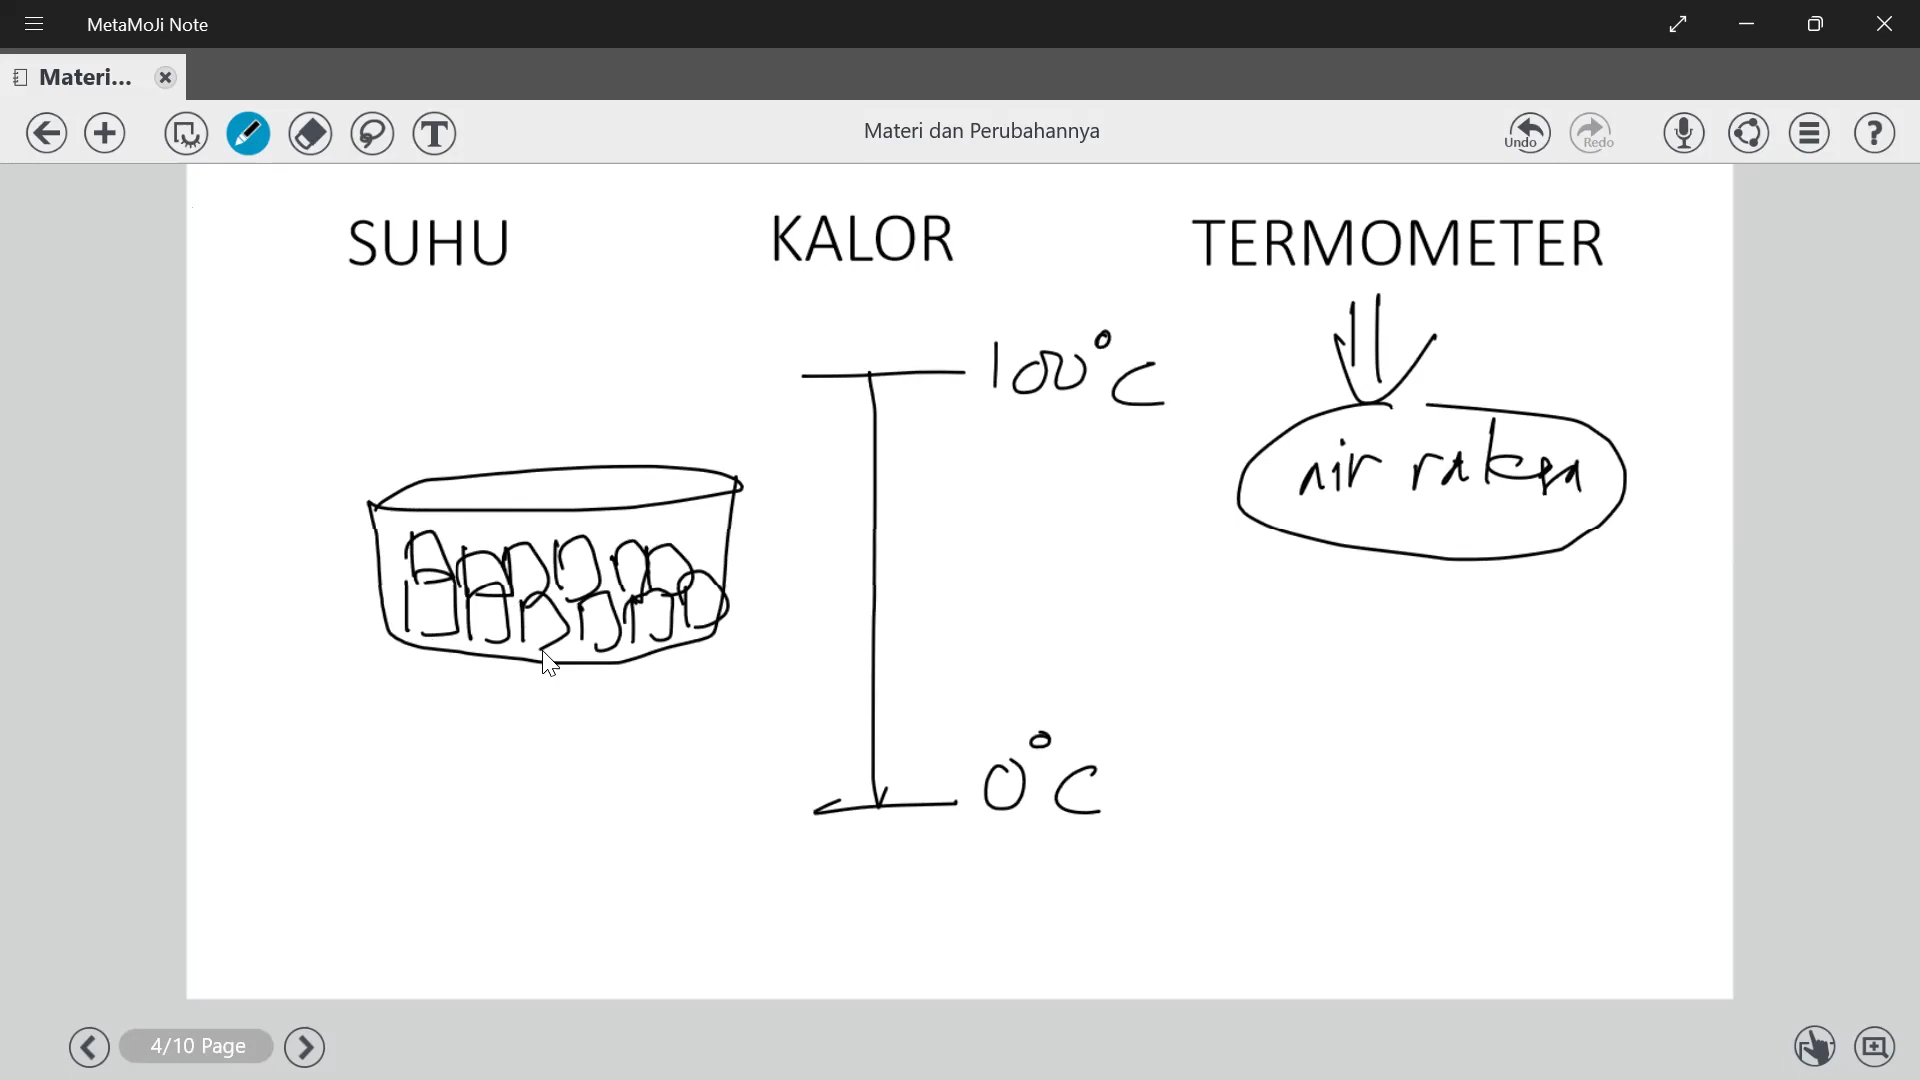 MetaMoJi Note
Materi...
Materi dan Perubahannya
Undo
Redo
SUHU
KALOR
TERMOMETER
100°C
air raksa
0°C
4/10 Page